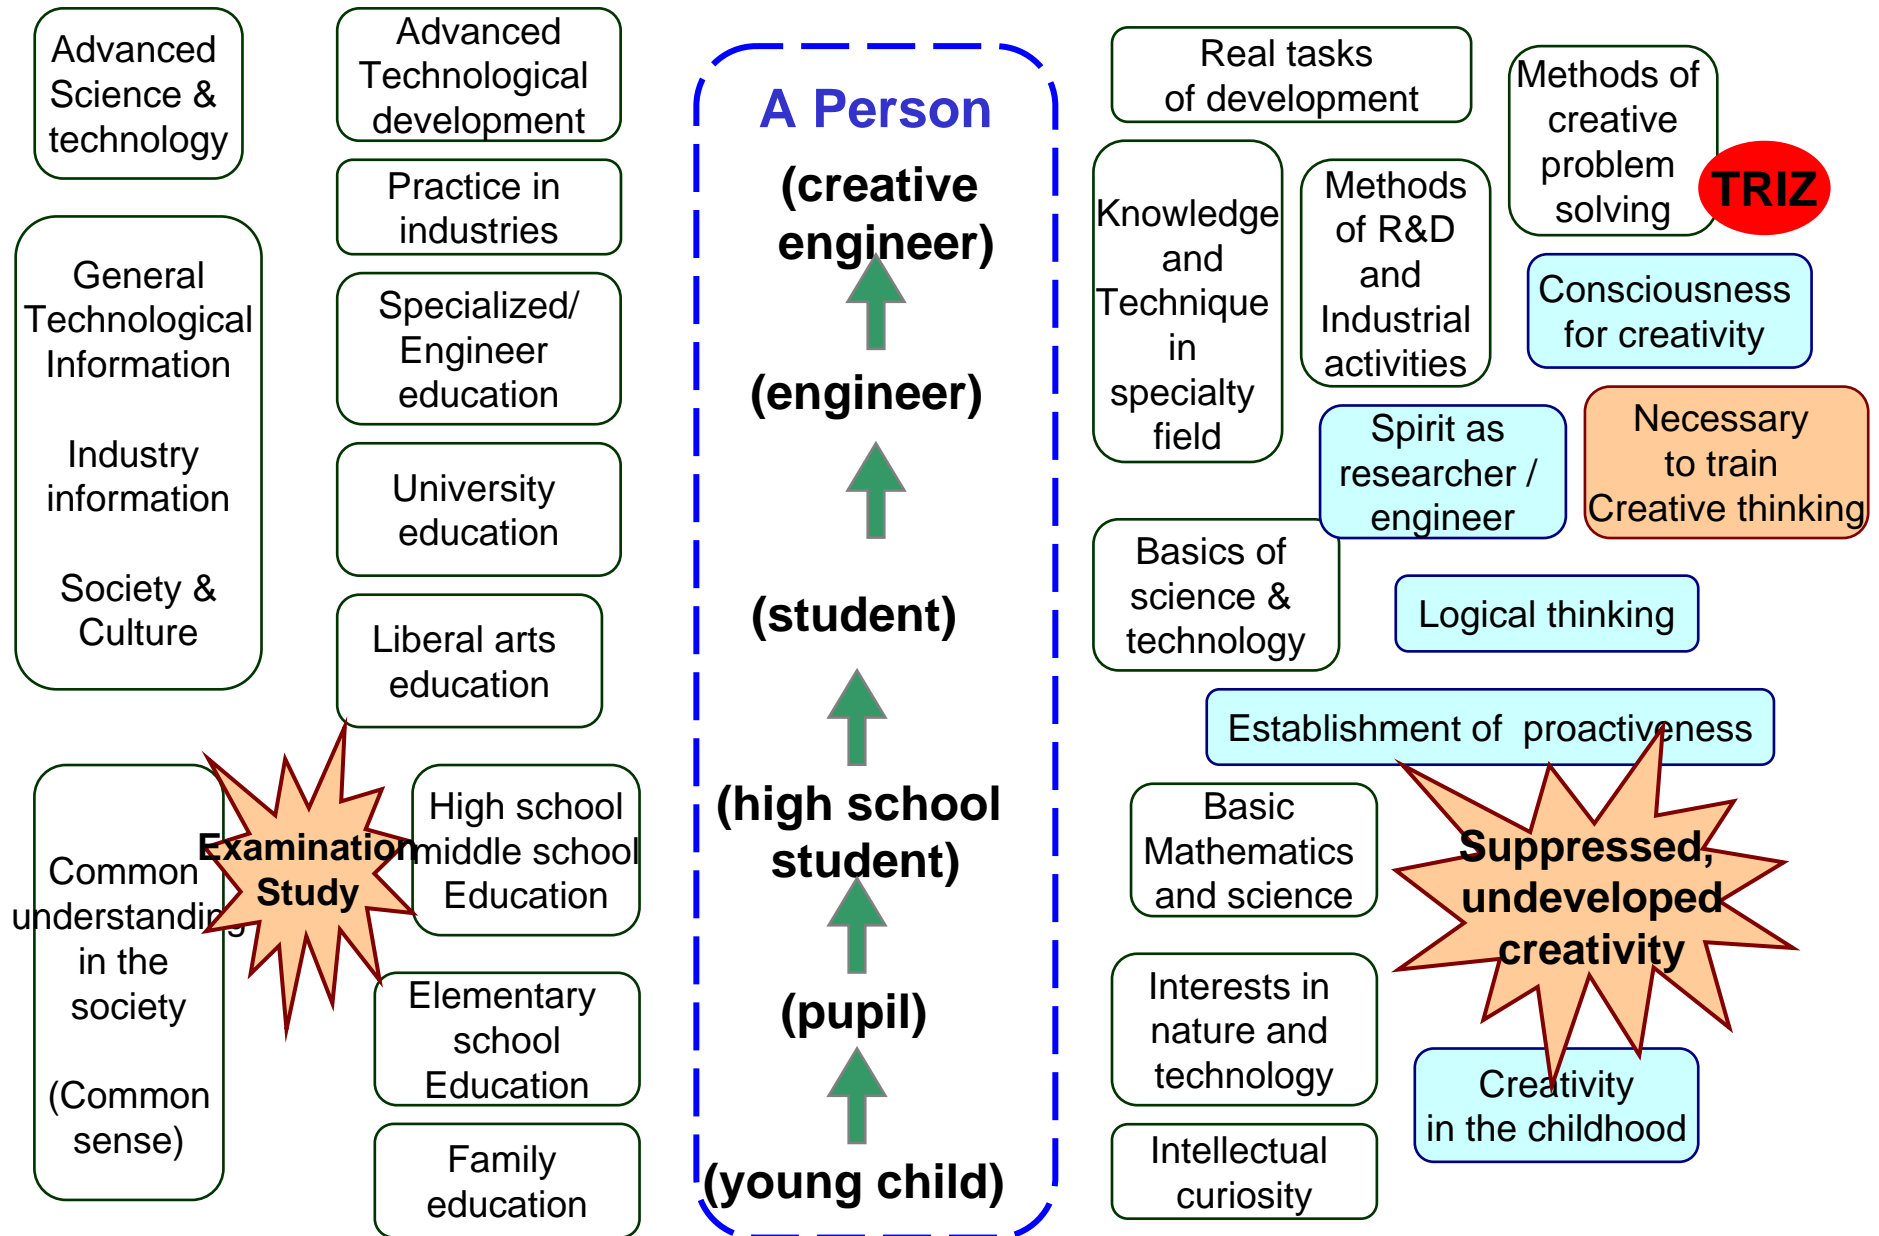 Advanced
Science &
technology
General
Technological
Information
Industry
information
Society &
Culture
Common
understanding
in the
society
(Common
sense)
Examination
Study
Advanced
Technological
development
Practice in
industries
Specialized/
Engineer
education
University
education
Liberal arts
education
High school
middle school
Education
Elementary
school
Education
Family
education
A Person
(creative
engineer)
(engineer)
(student)
(high school
student)
(pupil)
(young child)
Real tasks
of development
Methods of
creative
problem
solving
TRIZ
Knowledge
and
Technique
in
specialty
field
Methods
of R&D
and
Industrial
activities
Consciousness
for creativity
Spirit as
researcher /
engineer
Necessary
to train
Creative thinking
Basics of
science &
technology
Logical thinking
Establishment of proactiveness
Basic
Mathematics
and science
Suppressed,
undeveloped
creativity
Interests in
nature and
technology
Creativity
in the childhood
Intellectual
curiosity